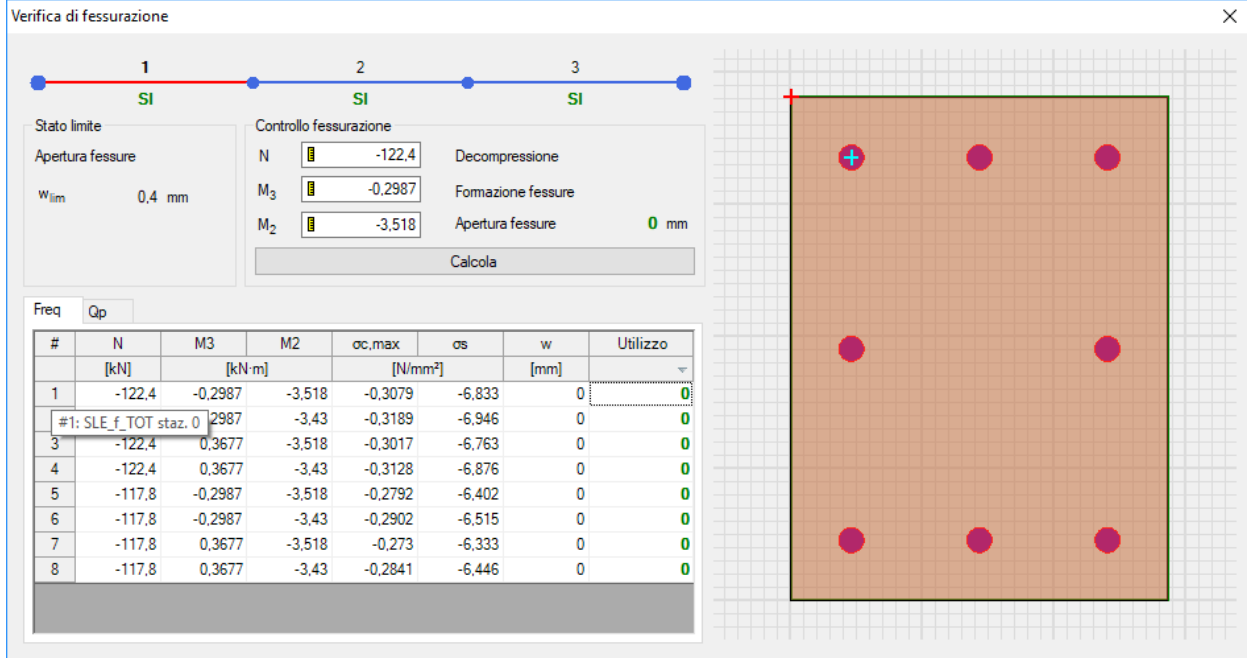 Verifica di fessurazione
1 2 3
SI SI SI
Stato limite
Apertura fessure
wlim 0,4 mm
Controllo fessurazione
N -122,4 Decompressione
M3 -0,2987 Formazione fessure
M2 -3,518 Apertura fessure 0 mm
Calcola
Freq Qp
# N M3 M2 σc,max σs w Utilizzo
[kN] [kN·m] [N/mm²] [mm]
1 -122,4 -0,2987 -3,518 -0,3079 -6,833 0 0
#1: SLE_f_TOT staz. 0 2987 -3,43 -0,3189 -6,946 0 0
3 -122,4 0,3677 -3,518 -0,3017 -6,763 0 0
4 -122,4 0,3677 -3,43 -0,3128 -6,876 0 0
5 -117,8 -0,2987 -3,518 -0,2792 -6,402 0 0
6 -117,8 -0,2987 -3,43 -0,2902 -6,515 0 0
7 -117,8 0,3677 -3,518 -0,273 -6,333 0 0
8 -117,8 0,3677 -3,43 -0,2841 -6,446 0 0